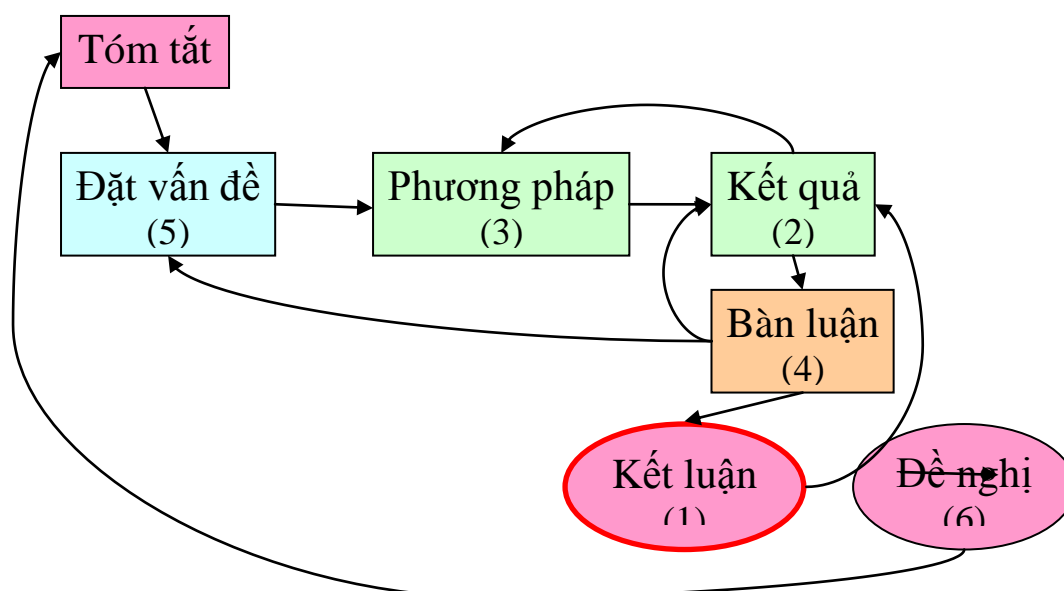 Tóm tắt
Đặt vấn đề
(5)
Phương pháp
(3)
Kết quả
(2)
Bàn luận
(4)
Kết luận
(1)
Đề nghị
(6)